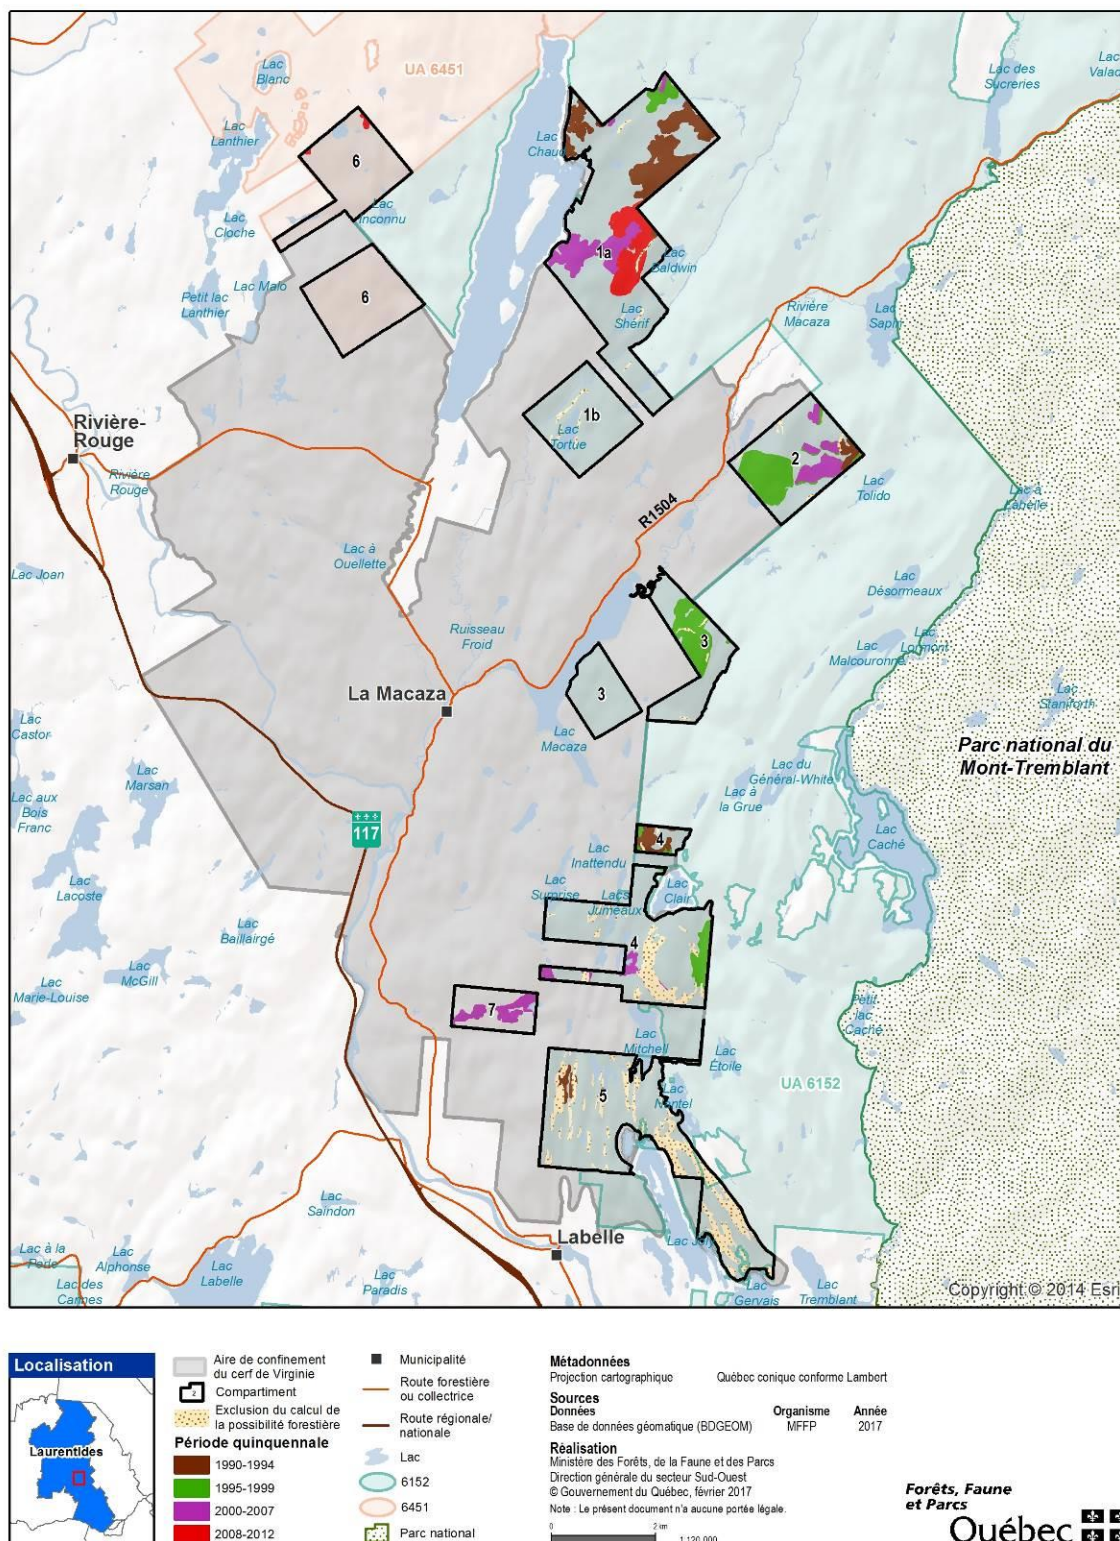 UA 6451
Lac
Blanc
Lac
Lanthier
6
Lac
Inconnu
Lac
Cloche
Lac Malo
Petit lac
Lanthier
6
Lac
Chaud
1a
Lac
Baldwin
Lac
Shérif
Lac des
Sucreries
Lac
Rivière
Macaza
Lac
Sapin
1b
Lac
Tortue
2
Lac
Tolido
R1504
Rivière-
Rouge
Rivière
Rouge
Lac à
Labelle
Lac Joan
Lac à
Ouellette
Lac
Désormeaux
Ruisseau
Froid
3
Lac
Lormont
Lac
Malcouronne
La Macaza
3
Lac
Staniforth
Lac
Castor
Lac
Macaza
Parc national du
Mont-Tremblant
Lac
Marsan
Lac du
Général-White
Lac à
la Grue
Lac aux
Bois
Franc
117
Lac
Caché
4
Lac
Inattendu
Lac
Lacoste
Lac
Surprise
Lacs
Jumeaux
Lac
Clair
Lac
Baillairgé
4
Lac
McGill
Lac
Marie-Louise
7
Petit
lac
Caché
Lac
Mitchell
Lac
Étoile
UA 6152
5
Lac
Nantel
Lac
Saindon
Labelle
Lac à la
Perle
Lac
Alphonse
Lac
Labelle
Lac des
Cannes
Lac
Paradis
Lac
Gervais
Lac
Tremblant
Copyright:© 2014 Esri
Localisation
Laurentides
Aire de confinement
du cerf de Virginie
2
Compartiment
Exclusion du calcul de
la possibilité forestière
Période quinquennale
1990-1994
1995-1999
2000-2007
2008-2012
Municipalité
Route forestière
ou collectrice
Route régionale/
nationale
Lac
6152
6451
Parc national
Métadonnées
Projection cartographique Québec conique conforme Lambert
Sources
Données Organisme Année
Base de données géomatique (BDGEOM) MFFP 2017
Réalisation
Ministère des Forêts, de la Faune et des Parcs
Direction générale du secteur Sud-Ouest
© Gouvernement du Québec, février 2017
Note : Le présent document n'a aucune portée légale.
0 2 km
1:120 000
Forêts, Faune
et Parcs
Québec